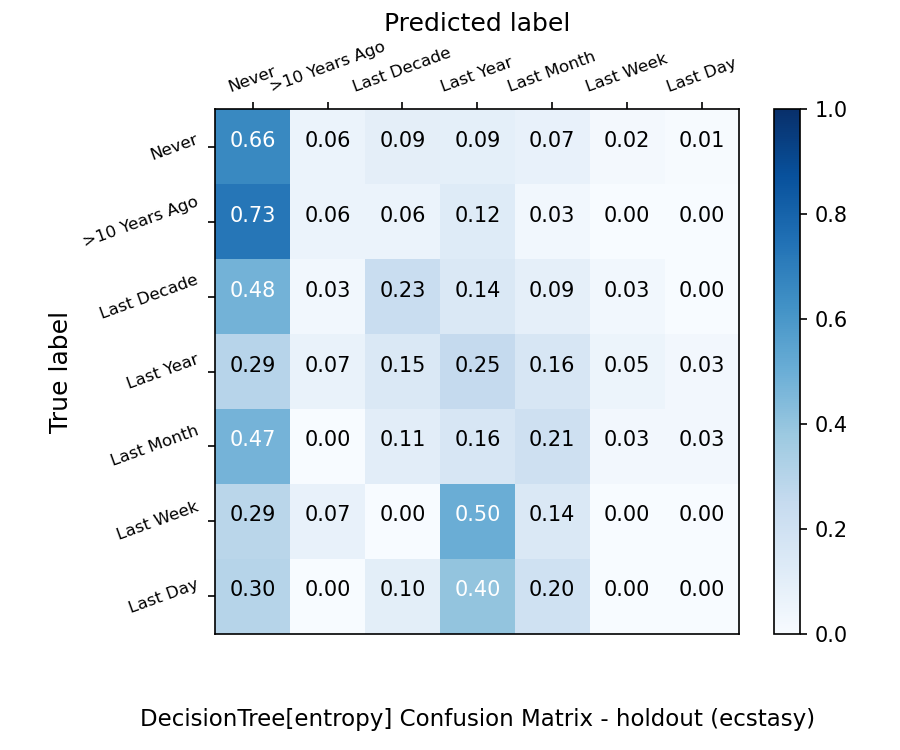 Predicted label
Never >10 Years Ago Last Decade Last Year Last Month Last Week Last Day
True label
Never 0.66 0.06 0.09 0.09 0.07 0.02 0.01
>10 Years Ago 0.73 0.06 0.06 0.12 0.03 0.00 0.00
Last Decade 0.48 0.03 0.23 0.14 0.09 0.03 0.00
Last Year 0.29 0.07 0.15 0.25 0.16 0.05 0.03
Last Month 0.47 0.00 0.11 0.16 0.21 0.03 0.03
Last Week 0.29 0.07 0.00 0.50 0.14 0.00 0.00
Last Day 0.30 0.00 0.10 0.40 0.20 0.00 0.00
1.0
0.8
0.6
0.4
0.2
0.0
DecisionTree[entropy] Confusion Matrix - holdout (ecstasy)